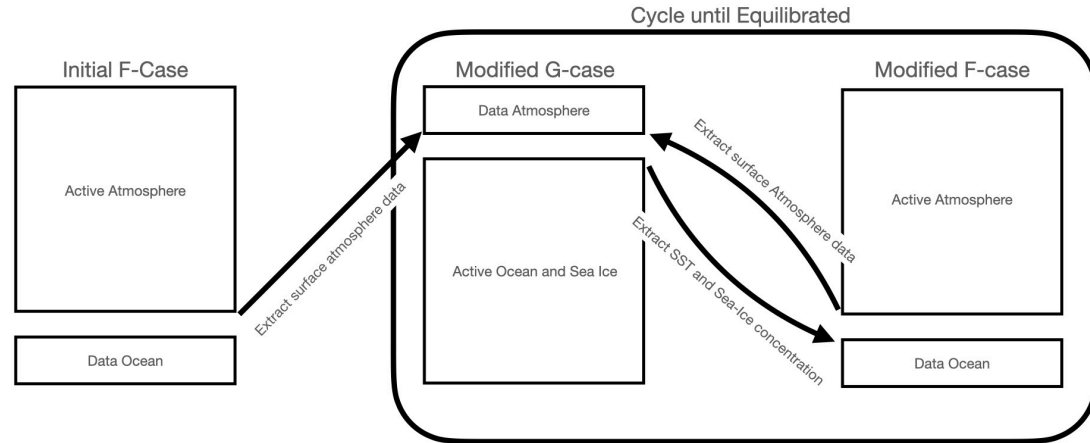 Cycle until Equilibrated
Initial F-Case
Modified G-case
Modified F-case
Data Atmosphere
Active Atmosphere
Extract surface atmosphere data
Active Ocean and Sea Ice
Extract surface Atmosphere data
Extract SST and Sea-Ice concentration
Active Atmosphere
Data Ocean
Data Ocean